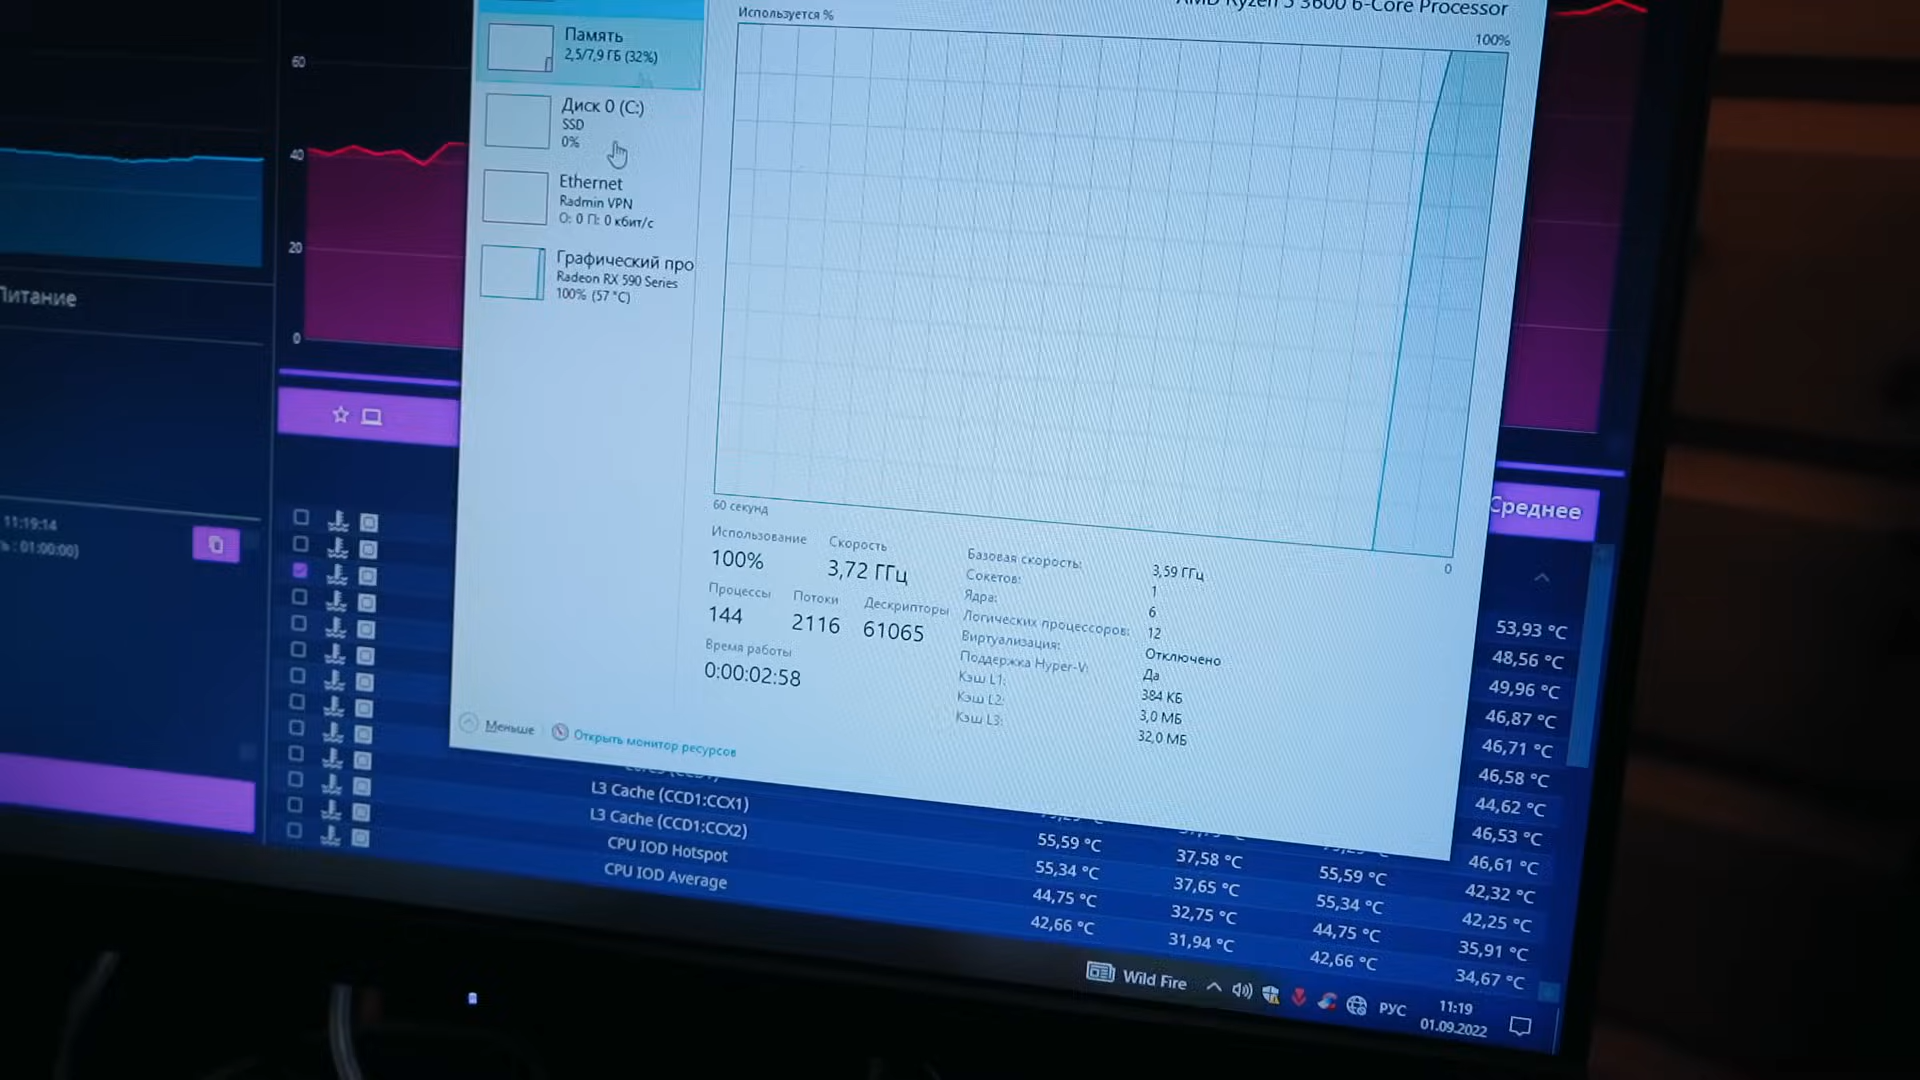 Используется %
AMD Ryzen 5 3600 6-Core Processor
100%
Память
2,5/7,9 ГБ (32%)
Диск 0 (C:)
SSD
0%
Ethernet
Radmin VPN
О: 0 П: 0 кбит/с
Графический про
Radeon RX 590 Series
100% (57 °C)
60
40
20
0
Питание
11:19:14
: 01:00:00)
60 секунд
0
Использование
100%
Скорость
3,72 ГГц
Процессы
144
Потоки
2116
Дескрипторы
61065
Время работы
0:00:02:58
Базовая скорость: 3,59 ГГц
Сокетов: 1
Ядра: 6
Логических процессоров: 12
Виртуализация: Отключено
Поддержка Hyper-V: Да
Кэш L1: 384 КБ
Кэш L2: 3,0 МБ
Кэш L3: 32,0 МБ
Меньше
Открыть монитор ресурсов
Среднее
53,93 °C
48,56 °C
49,96 °C
46,87 °C
46,71 °C
46,58 °C
44,62 °C
46,53 °C
46,61 °C
L3 Cache (CCD1:CCX1) 55,59 °C 37,58 °C 55,59 °C 42,32 °C
L3 Cache (CCD1:CCX2) 55,34 °C 37,65 °C 55,34 °C 42,25 °C
CPU IOD Hotspot 44,75 °C 32,75 °C 44,75 °C 35,91 °C
CPU IOD Average 42,66 °C 31,94 °C 42,66 °C 34,67 °C
Wild Fire
РУС
11:19
01.09.2022